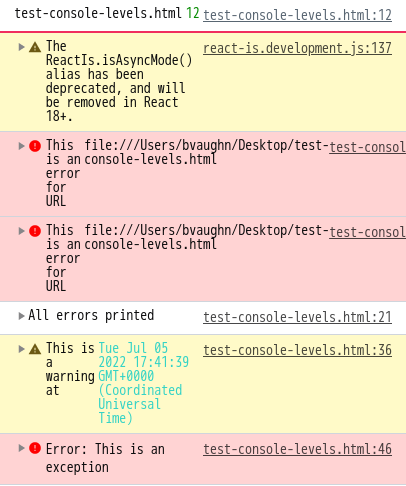 test-console-levels.html 12 test-console-levels.html:12
The react-is.development.js:137
ReactIs.isAsyncMode()
alias has been
deprecated, and will
be removed in React
18+.
This file:///Users/bvaughn/Desktop/test- test-consol
is an console-levels.html
error
for
URL
This file:///Users/bvaughn/Desktop/test- test-consol
is an console-levels.html
error
for
URL
All errors printed test-console-levels.html:21
This is Tue Jul 05 test-console-levels.html:36
a 2022 17:41:39
warning GMT+0000
at (Coordinated
Universal
Time)
Error: This is an test-console-levels.html:46
exception